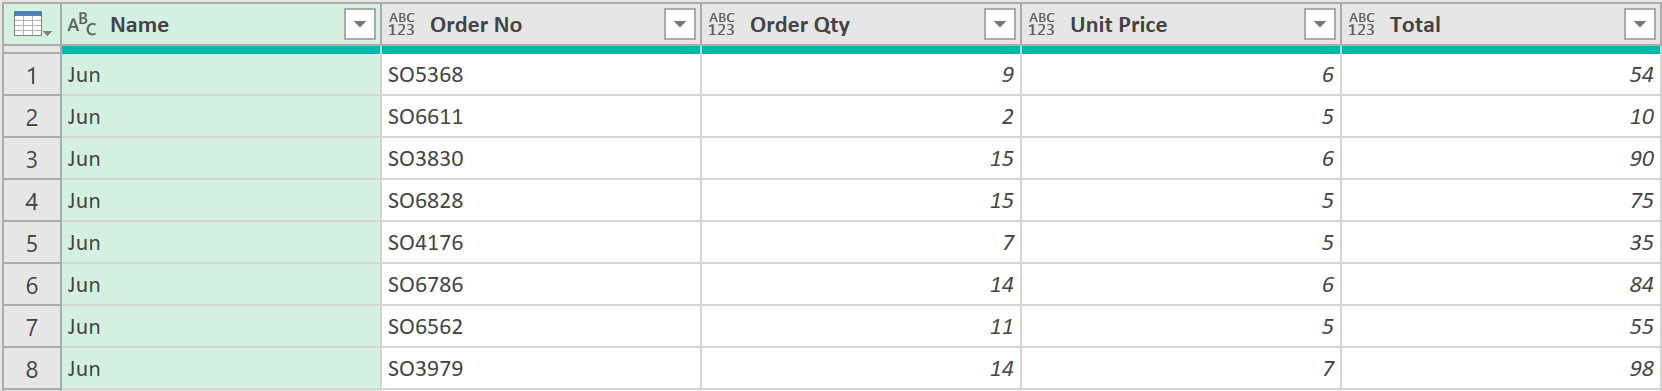 ABC Name ABC 123 Order No ABC 123 Order Qty ABC 123 Unit Price ABC 123 Total
1 Jun SO5368 9 6 54
2 Jun SO6611 2 5 10
3 Jun SO3830 15 6 90
4 Jun SO6828 15 5 75
5 Jun SO4176 7 5 35
6 Jun SO6786 14 6 84
7 Jun SO6562 11 5 55
8 Jun SO3979 14 7 98